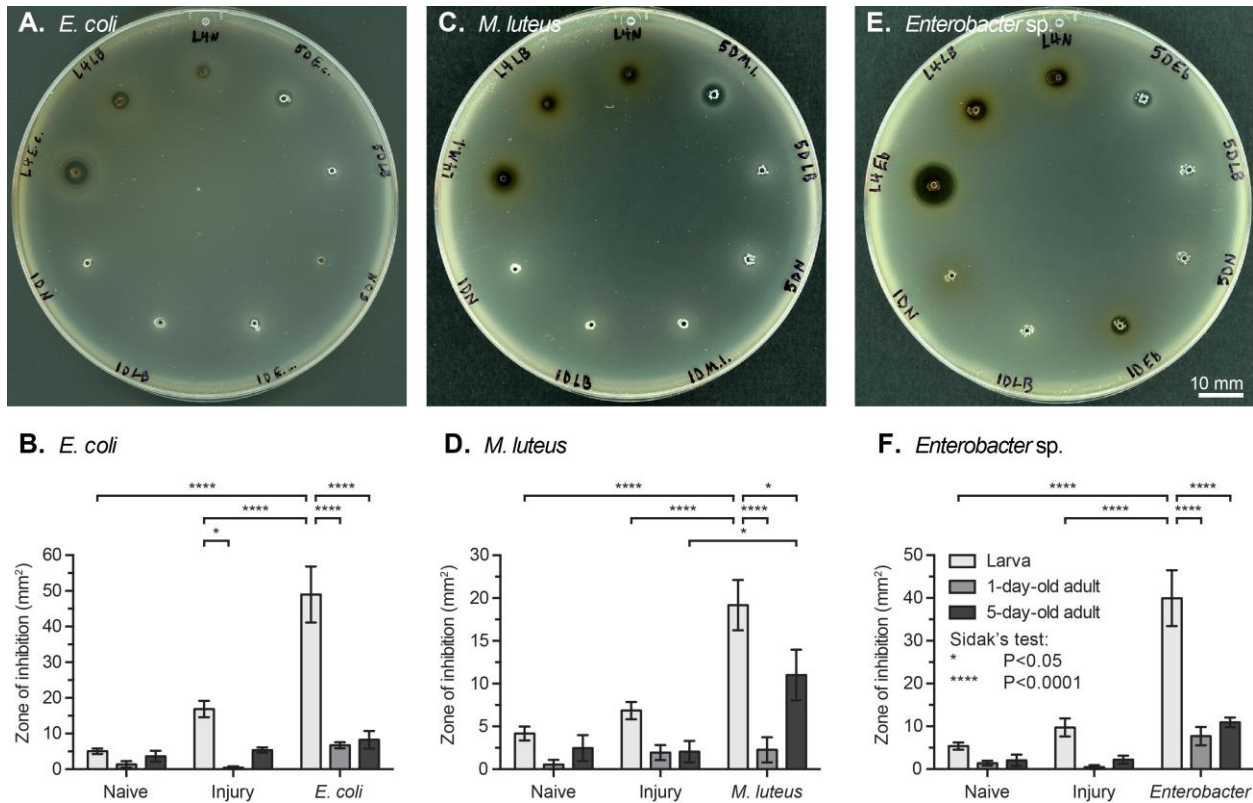 A. E. coli
L4N
5DE.c.
5DLB
5DN
1DE.c.
1DLB
1DN
L4E.c.
L4LB
C. M. luteus
L4N
5DM.l.
5DLB
5DN
1DM.l.
1DLB
1DN
L4M.l.
L4LB
E. Enterobacter sp.
L4N
5DEb
5DLB
5DN
1DEb
1DLB
1DN
L4Eb
L4LB
10 mm
B. E. coli
****
****
****
****
*
Zone of inhibition (mm²)
60
50
40
30
20
10
0
Naive
Injury
E. coli
D. M. luteus
****
*
****
****
*
Zone of inhibition (mm²)
30
25
20
15
10
5
0
Naive
Injury
M. luteus
F. Enterobacter sp.
****
****
****
****
Zone of inhibition (mm²)
50
40
30
20
10
0
Larva
1-day-old adult
5-day-old adult
Sidak's test:
* P<0.05
**** P<0.0001
Naive
Injury
Enterobacter